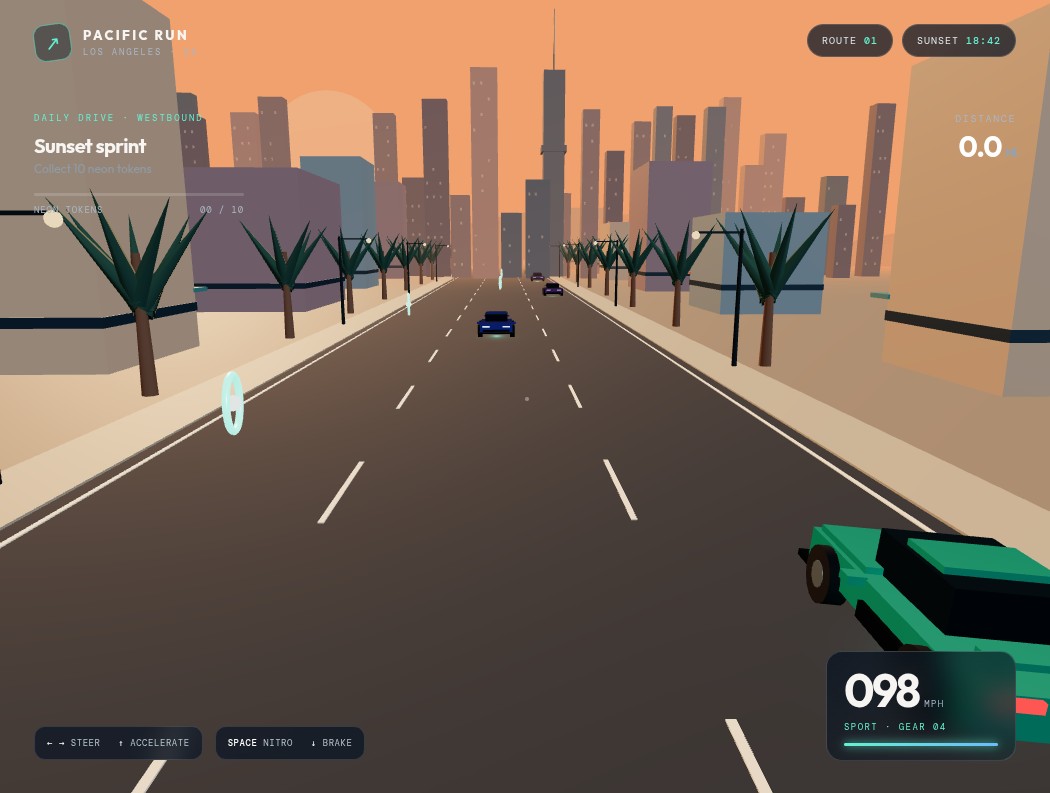 PACIFIC RUN
LOS ANGELES
ROUTE 01
SUNSET 18:42
DAILY DRIVE · WESTBOUND
Sunset sprint
Collect 10 neon tokens
NEON TOKENS 00 / 10
DISTANCE
0.0
098 MPH
SPORT · GEAR 04
← → STEER ↑ ACCELERATE
SPACE NITRO ↓ BRAKE